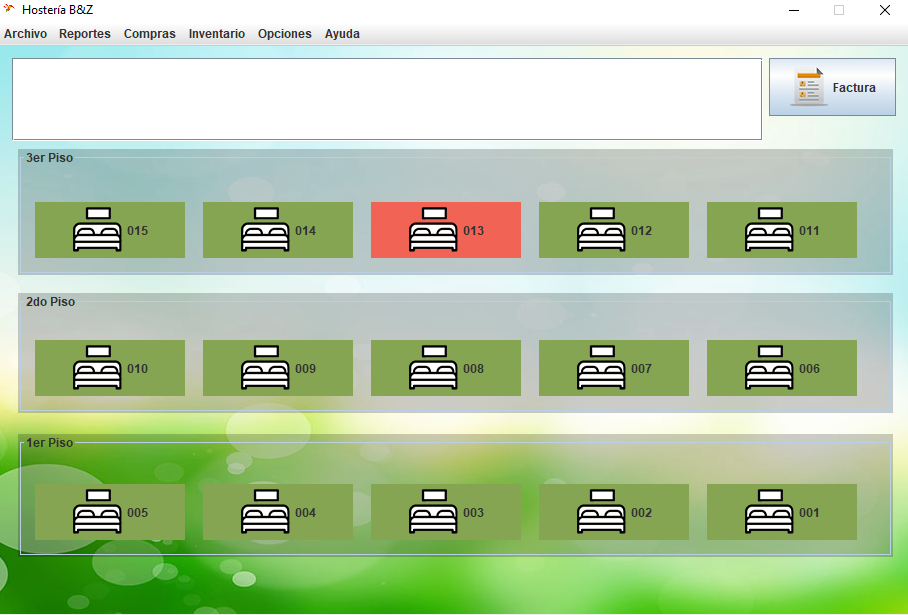 Hostería B&Z
Archivo Reportes Compras Inventario Opciones Ayuda
Factura
3er Piso
015 014 013 012 011
2do Piso
010 009 008 007 006
1er Piso
005 004 003 002 001